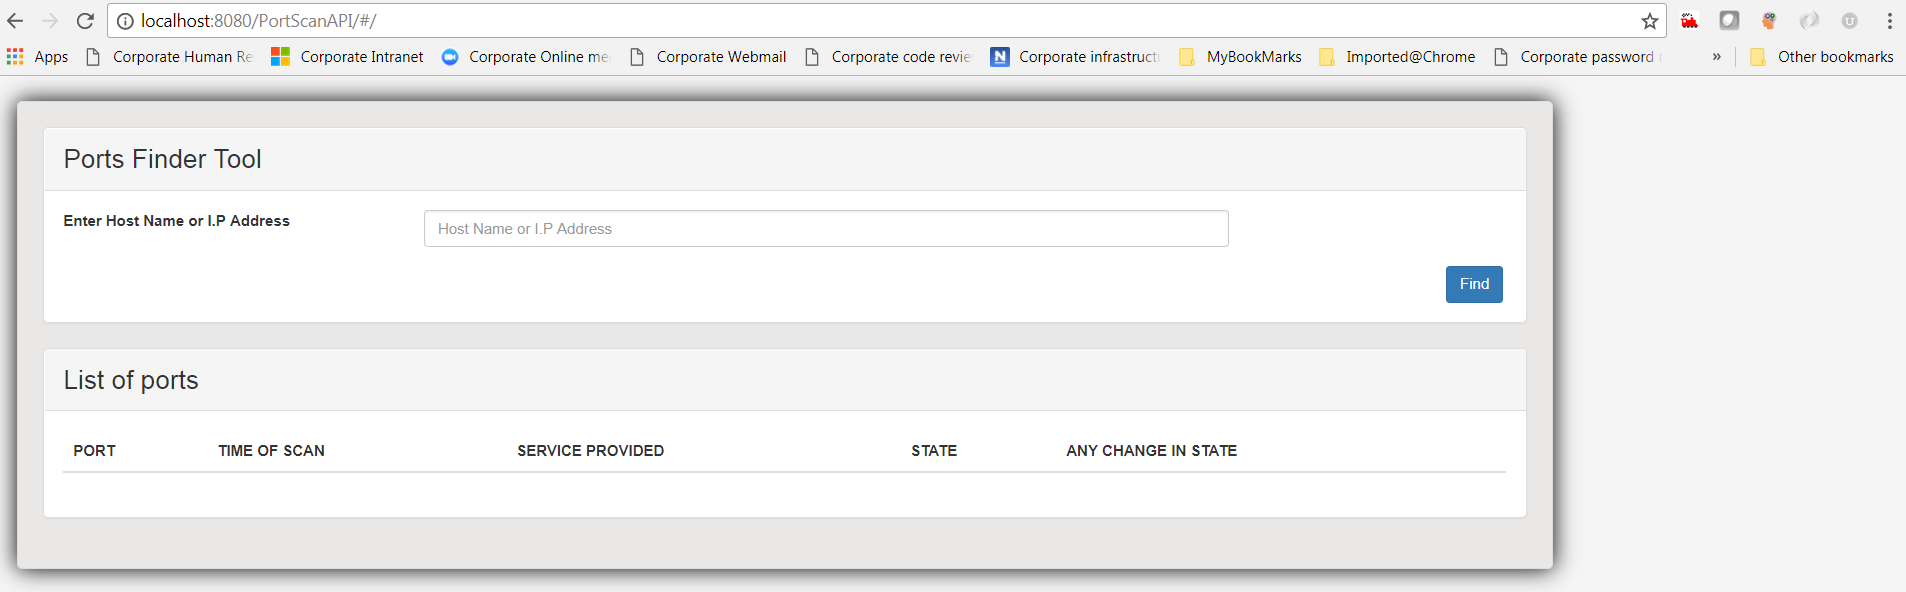 localhost:8080/PortScanAPI/#/
Apps Corporate Human Re Corporate Intranet Corporate Online me Corporate Webmail Corporate code revie Corporate infrastruct MyBookMarks Imported@Chrome Corporate password » Other bookmarks
Ports Finder Tool
Enter Host Name or I.P Address Host Name or I.P Address
Find
List of ports
PORT TIME OF SCAN SERVICE PROVIDED STATE ANY CHANGE IN STATE